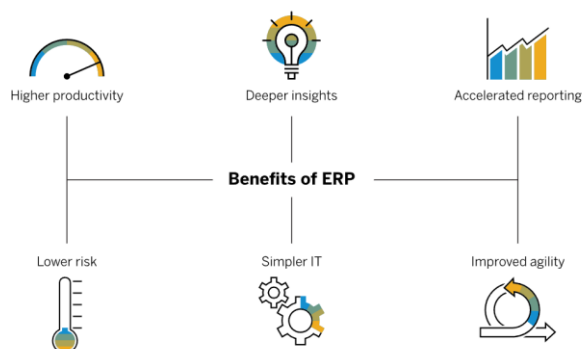 Higher productivity
Deeper insights
Accelerated reporting
Benefits of ERP
Lower risk
Simpler IT
Improved agility